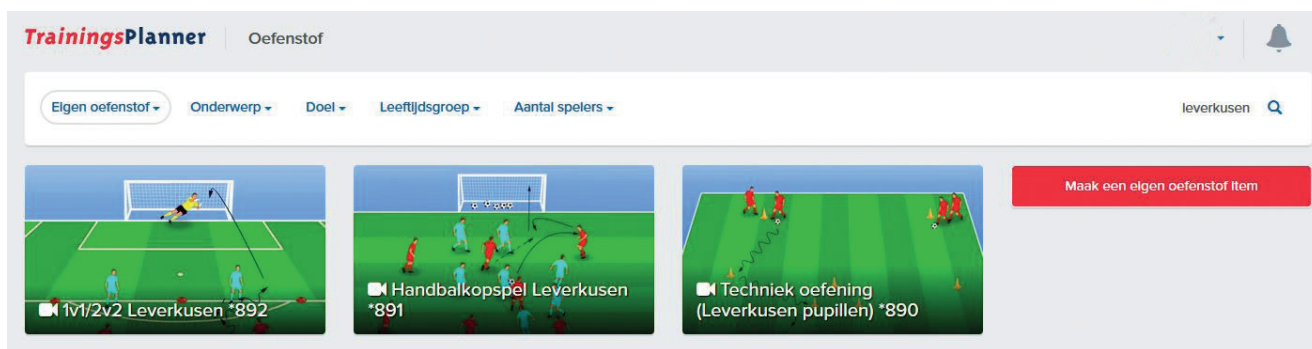 TrainingsPlanner Oefenstof
Eigen oefenstof Onderwerp Doel Leeftijdsgroep Aantal spelers leverkusen
1v1/2v2 Leverkusen *892
Handbalkopspel Leverkusen
*891
Techniek oefening
(Leverkusen pupillen) *890
Maak een eigen oefenstof item